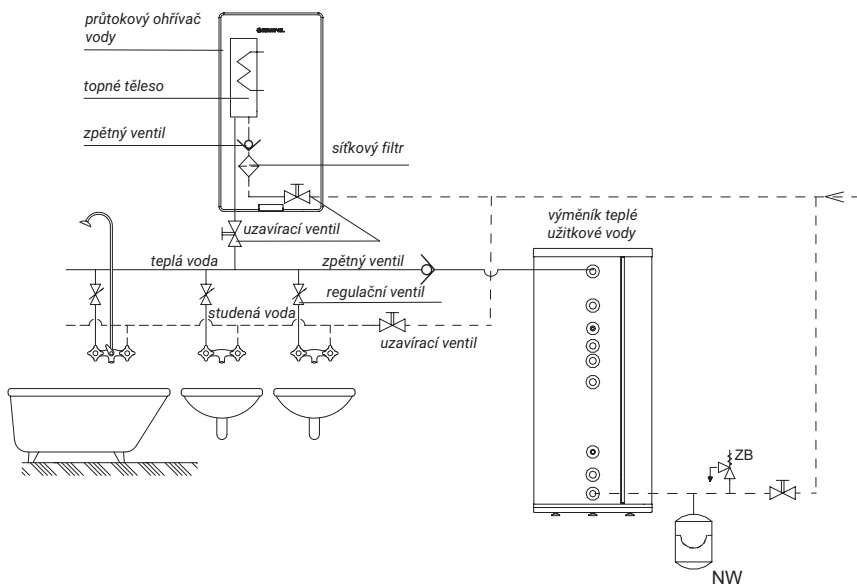 průtokový ohřívač
vody
topné těleso
zpětný ventil
síťkový filtr
uzavírací ventil
výměník teplé
užitkové vody
teplá voda
zpětný ventil
regulační ventil
studená voda
uzavírací ventil
ZB
NW